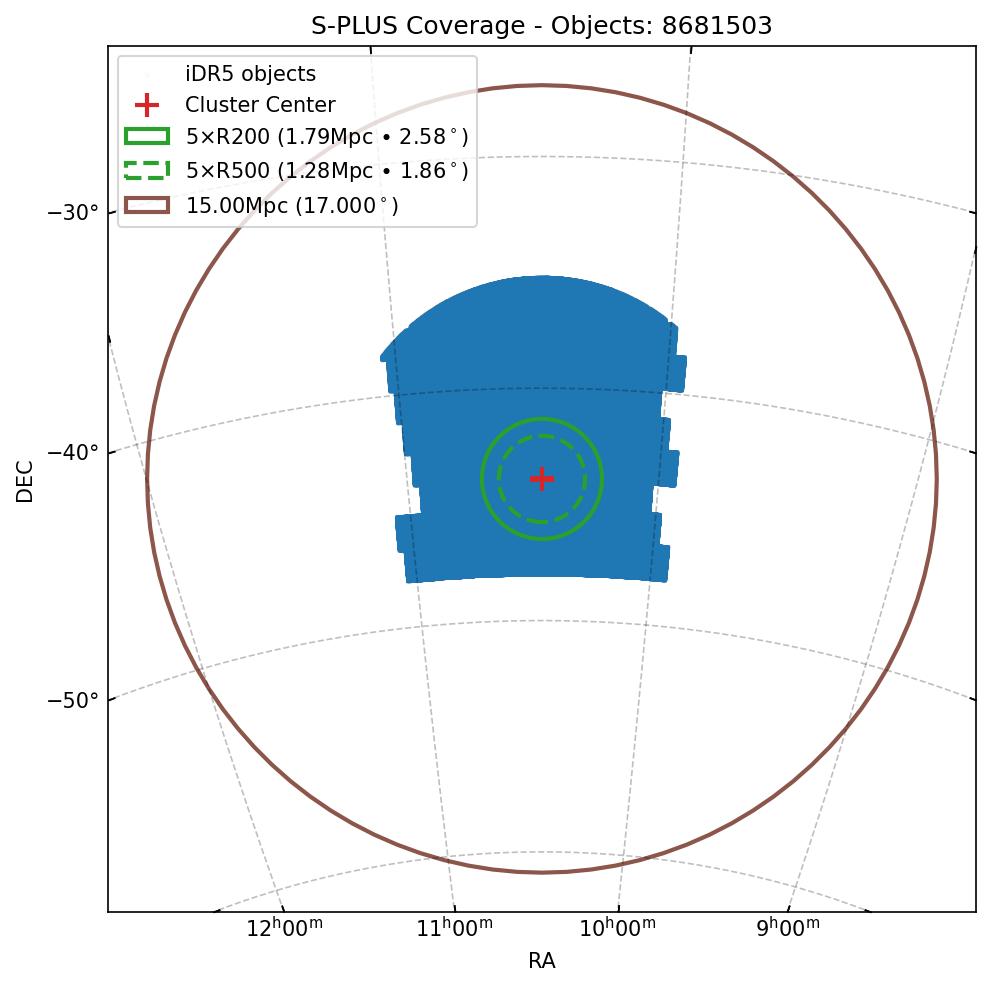 S-PLUS Coverage - Objects: 8681503
iDR5 objects
Cluster Center
5×R200 (1.79Mpc • 2.58°)
5×R500 (1.28Mpc • 1.86°)
15.00Mpc (17.000°)
−30°
−40°
−50°
DEC
12ʰ00ᵐ 11ʰ00ᵐ 10ʰ00ᵐ 9ʰ00ᵐ
RA